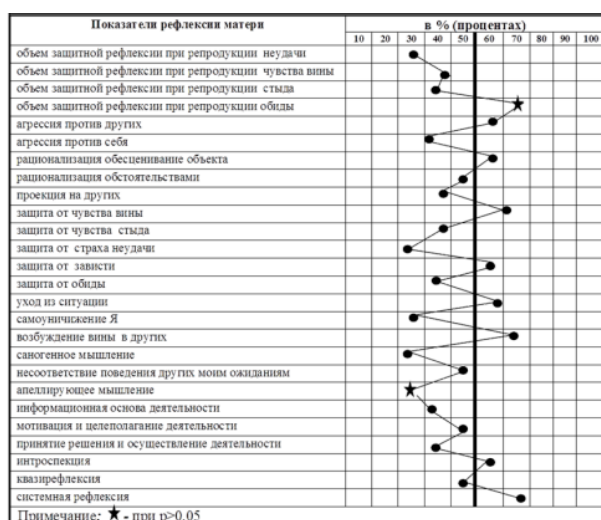 Показатели рефлексии матери
в % (процентах)
10 20 30 40 50 60 70 80 90 100
объем защитной рефлексии при репродукции неудачи
объем защитной рефлексии при репродукции чувства вины
объем защитной рефлексии при репродукции стыда
объем защитной рефлексии при репродукции обиды
агрессия против других
агрессия против себя
рационализация обесценивание объекта
рационализация обстоятельствами
проекция на других
защита от чувства вины
защита от чувства стыда
защита от страха неудачи
защита от зависти
защита от обиды
уход из ситуации
самоуничижение Я
возбуждение вины в других
саногенное мышление
несоответствие поведения других моим ожиданиям
апеллирующее мышление
информационная основа деятельности
мотивация и целеполагание деятельности
принятие решения и осуществление деятельности
интроспекция
квазирефлексия
системная рефлексия
Примечание: ★ - при p>0.05